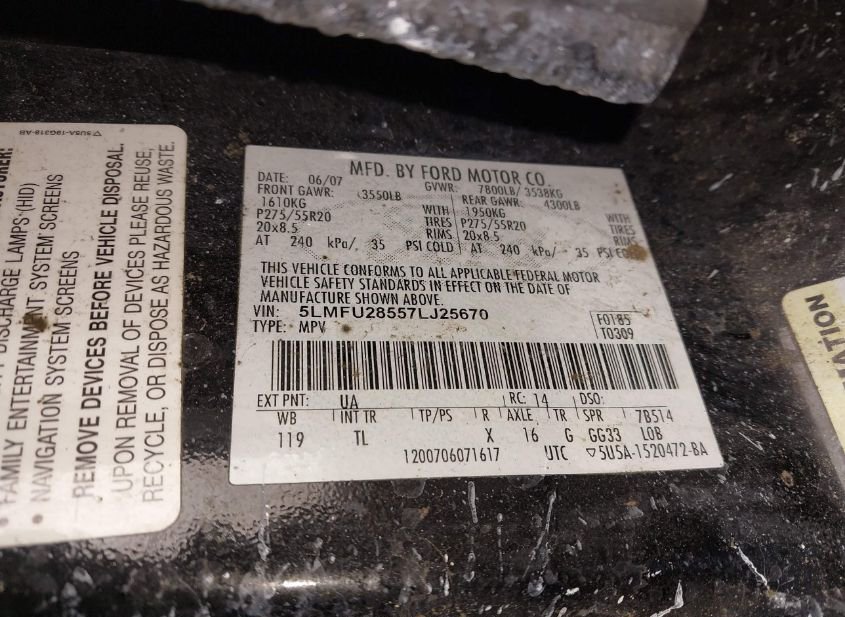 ▽5U5A-19G318-AB
DISCHARGE LAMPS (HID)
• FAMILY ENTERTAINMENT SYSTEM SCREENS
• NAVIGATION SYSTEM SCREENS
REMOVE DEVICES BEFORE VEHICLE DISPOSAL.
UPON REMOVAL OF DEVICES PLEASE REUSE,
RECYCLE, OR DISPOSE AS HAZARDOUS WASTE.
MFD. BY FORD MOTOR CO.
DATE: 06/07 GVWR: 7800LB/ 3538KG
FRONT GAWR: 3550LB REAR GAWR: 4300LB
1610KG WITH 1950KG WITH
P275/55R20 TIRES P275/55R20 TIRES
20x8.5 RIMS 20x8.5 RIMS
AT 240 kPa/ 35 PSI COLD AT 240 kPa/ 35 PSI COLD
THIS VEHICLE CONFORMS TO ALL APPLICABLE FEDERAL MOTOR
VEHICLE SAFETY STANDARDS IN EFFECT ON THE DATE OF
MANUFACTURE SHOWN ABOVE.
VIN: 5LMFU28557LJ25670
TYPE: MPV
F0185
T0309
EXT PNT: UA RC: 14 DSO:
WB INT TR TP/PS R AXLE TR SPR 7B514
119 TL X 16 G GG33 LOB
1200706071617 UTC ▽5U5A-1520472-BA